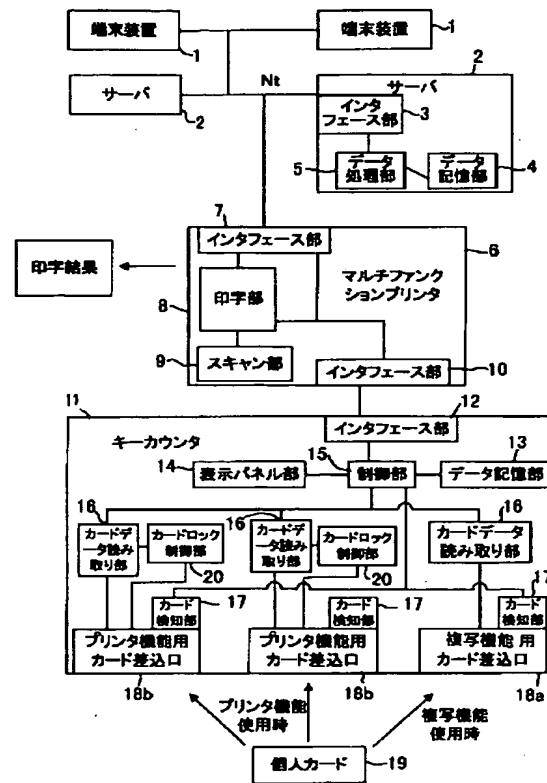 端末装置
1
端末装置
1
サーバ
2
Nt
2
サーバ
インタ
フェース部
3
5
データ
処理部
データ
記憶部
4
7
インタフェース部
6
印字結果
8
印字部
マルチファンク
ションプリンタ
9
スキャン部
インタフェース部
10
11
12
インタフェース部
キーカウンタ
13
14
表示パネル部
15
制御部
データ記憶部
16
カードデー
タ読み
取り部
カードロック
制御部
20
16
カードデ
ータ読み
取り部
カードロック
制御部
20
16
カードデータ
読み取り部
カード
検知部
17
カード
検知部
17
カード
検知部
17
プリンタ機能用
カード差込口
18b
プリンタ機能用
カード差込口
18b
複写機能用
カード差込口
18a
プリンタ機能
使用時
複写機能
使用時
個人カード
19